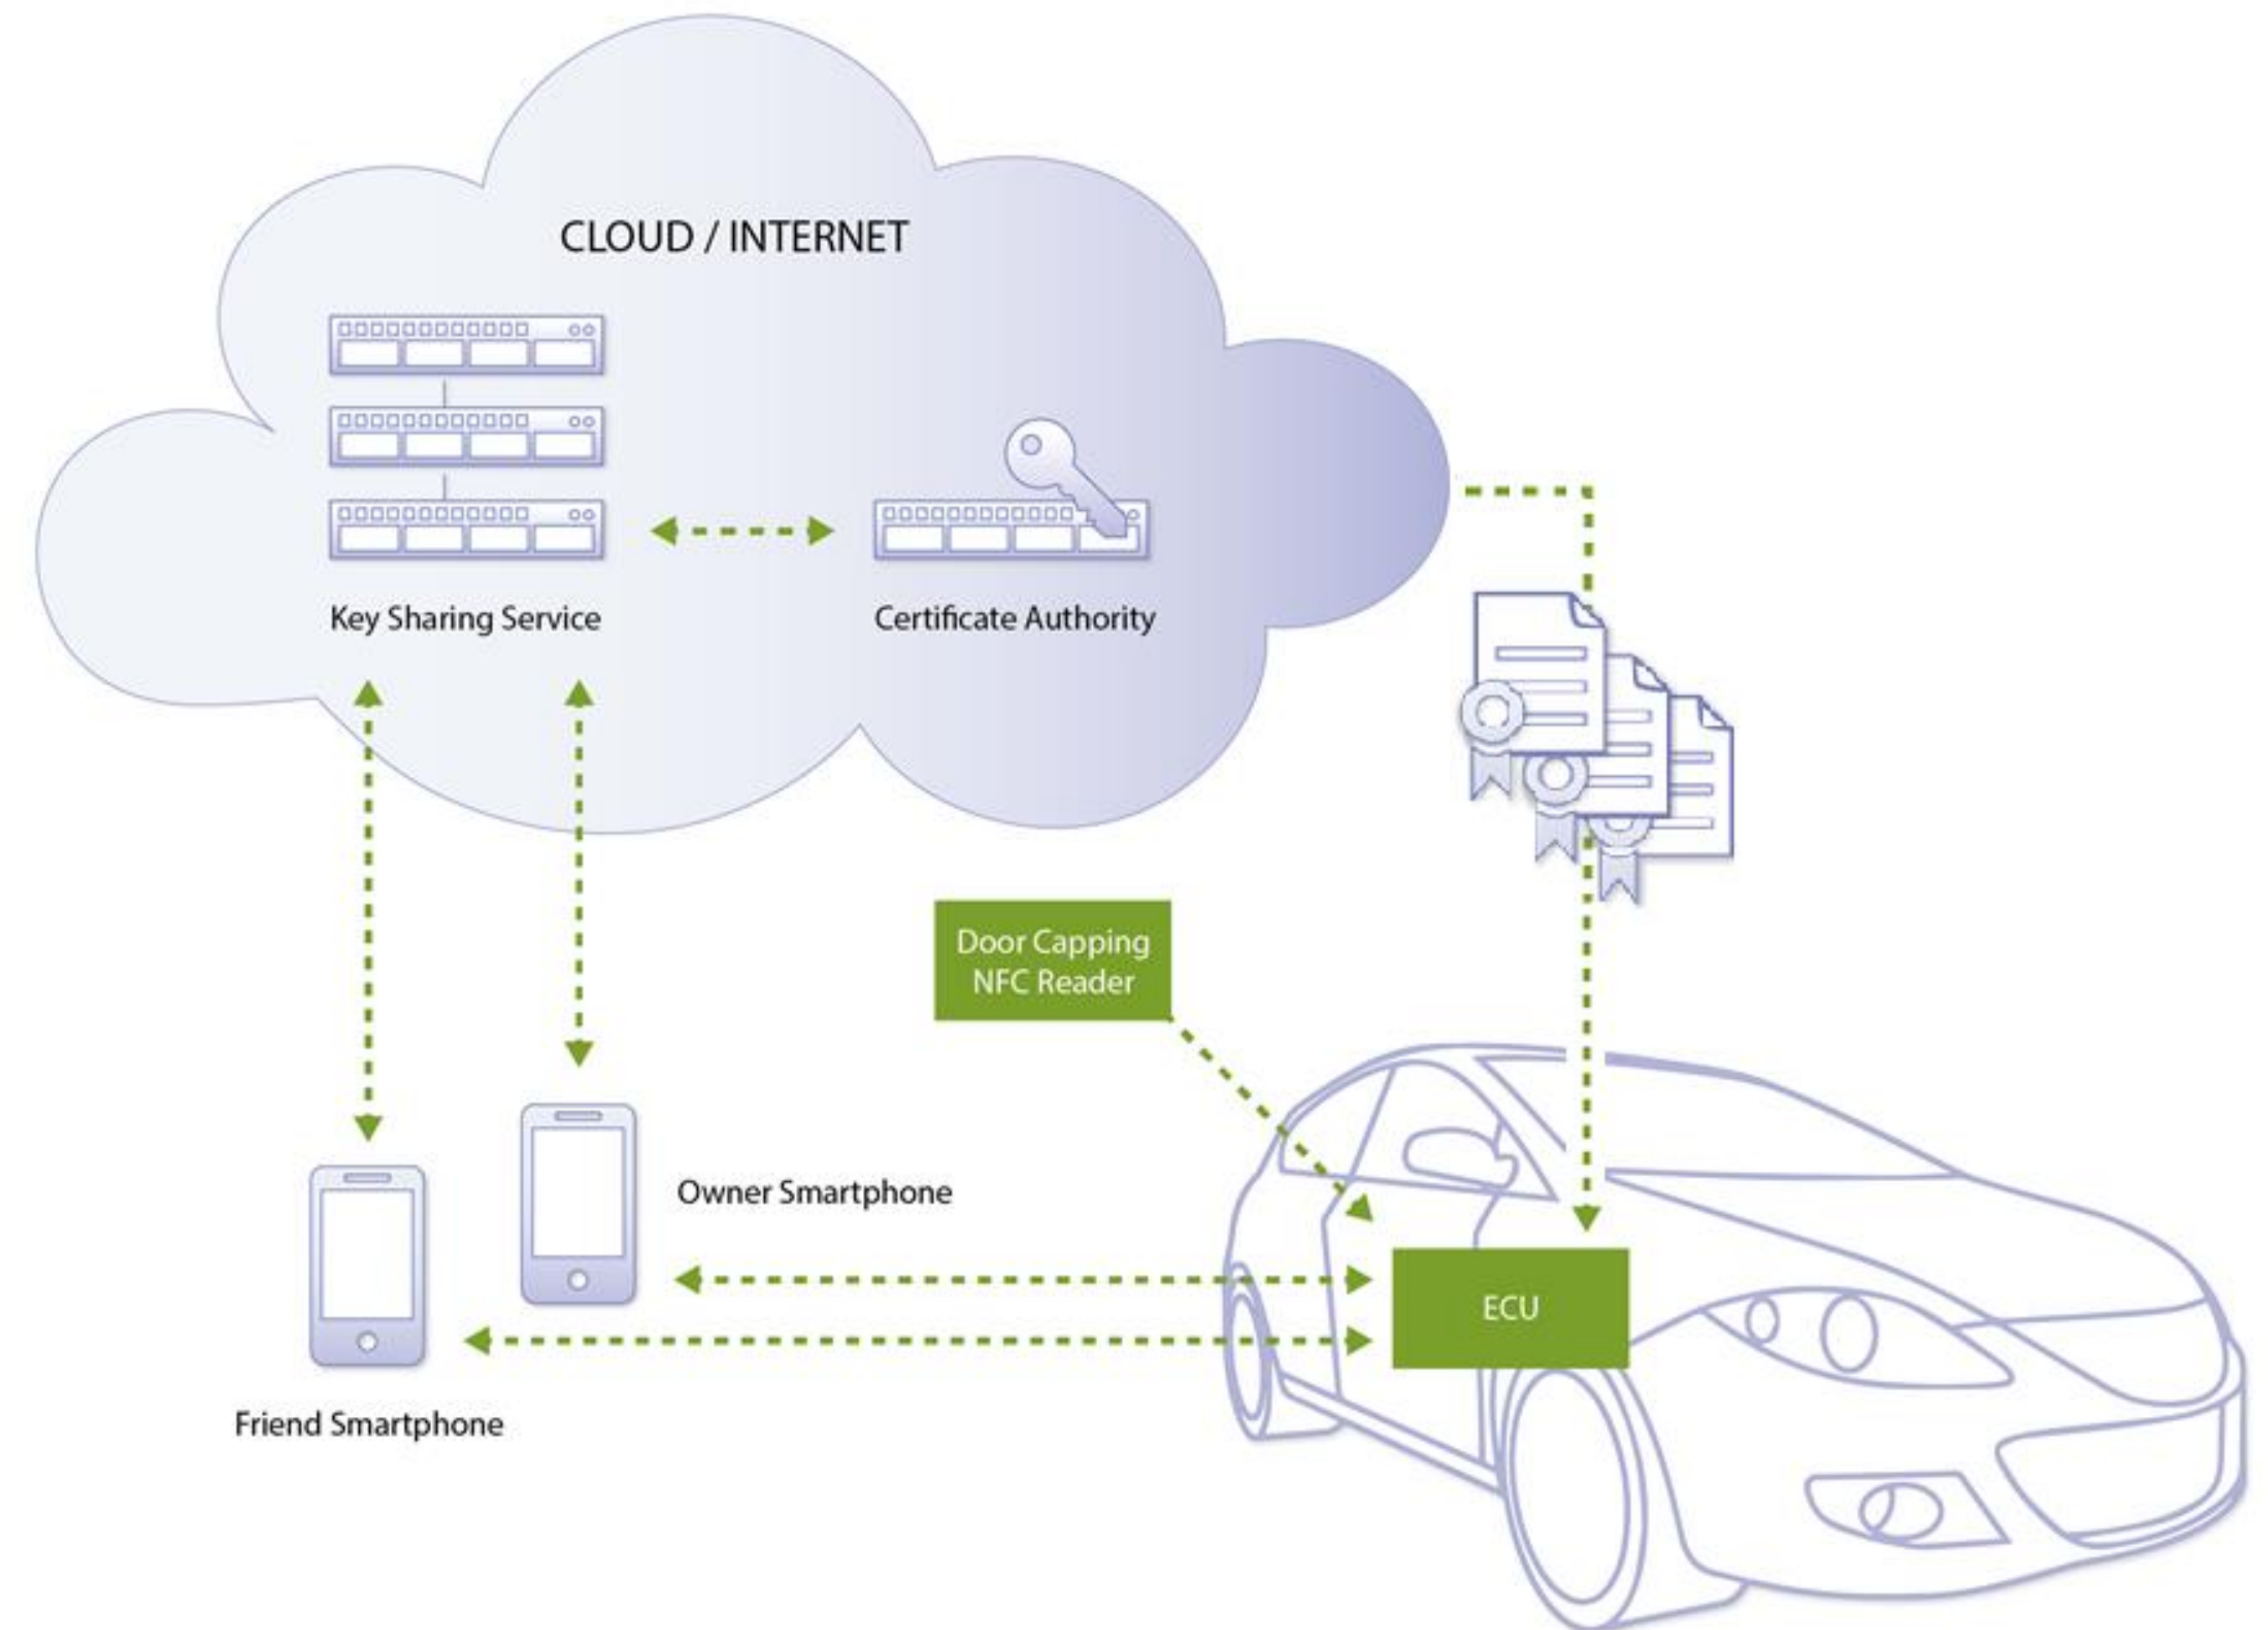 CLOUD / INTERNET
Key Sharing Service
Certificate Authority
Door Capping
NFC Reader
Owner Smartphone
ECU
Friend Smartphone